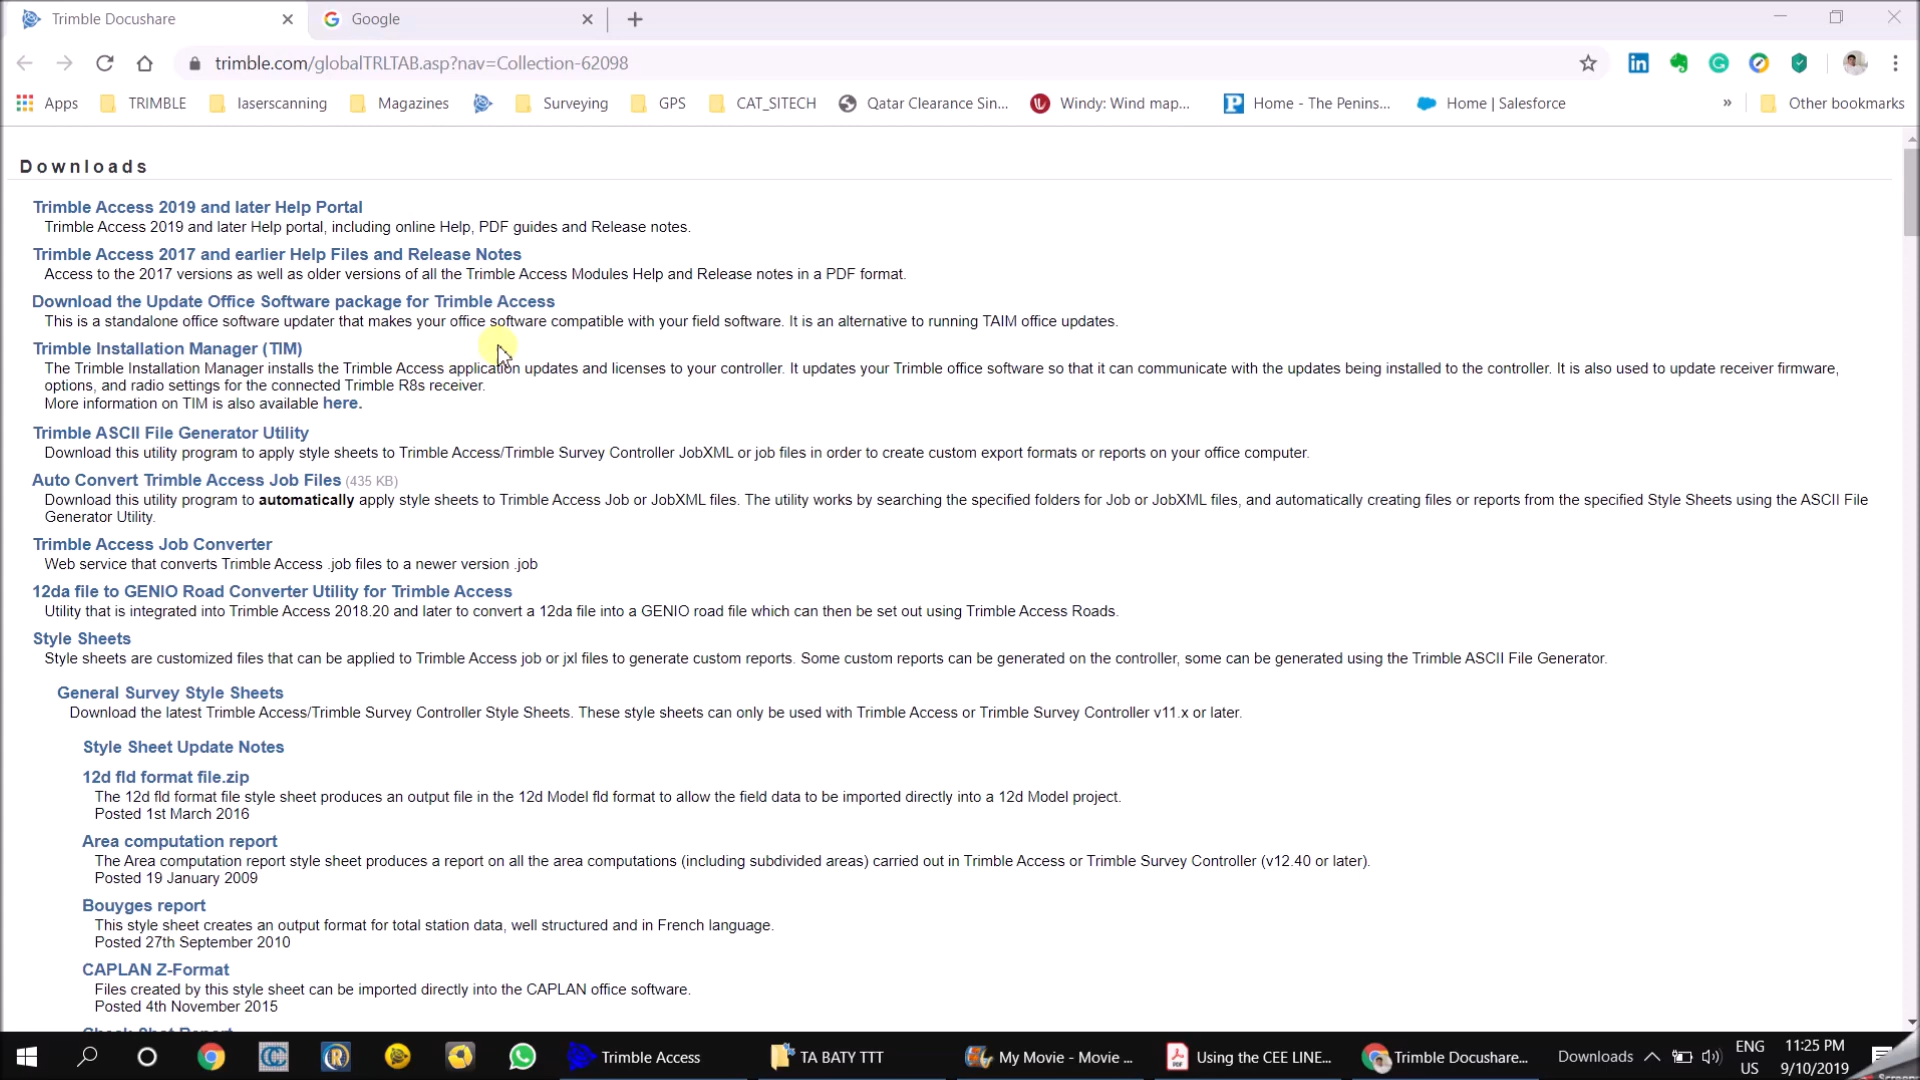 Trimble Docushare
Google
trimble.com/globalTRLTAB.asp?nav=Collection-62098
Apps TRIMBLE laserscanning Magazines Surveying GPS CAT_SITECH Qatar Clearance Sin... Windy: Wind map... Home - The Penins... Home | Salesforce » Other bookmarks
Downloads
Trimble Access 2019 and later Help Portal
Trimble Access 2019 and later Help portal, including online Help, PDF guides and Release notes.
Trimble Access 2017 and earlier Help Files and Release Notes
Access to the 2017 versions as well as older versions of all the Trimble Access Modules Help and Release notes in a PDF format.
Download the Update Office Software package for Trimble Access
This is a standalone office software updater that makes your office software compatible with your field software. It is an alternative to running TAIM office updates.
Trimble Installation Manager (TIM)
The Trimble Installation Manager installs the Trimble Access application updates and licenses to your controller. It updates your Trimble office software so that it can communicate with the updates being installed to the controller. It is also used to update receiver firmware,
options, and radio settings for the connected Trimble R8s receiver.
More information on TIM is also available here.
Trimble ASCII File Generator Utility
Download this utility program to apply style sheets to Trimble Access/Trimble Survey Controller JobXML or job files in order to create custom export formats or reports on your office computer.
Auto Convert Trimble Access Job Files (435 KB)
Download this utility program to automatically apply style sheets to Trimble Access Job or JobXML files. The utility works by searching the specified folders for Job or JobXML files, and automatically creating files or reports from the specified Style Sheets using the ASCII File
Generator Utility.
Trimble Access Job Converter
Web service that converts Trimble Access .job files to a newer version .job
12da file to GENIO Road Converter Utility for Trimble Access
Utility that is integrated into Trimble Access 2018.20 and later to convert a 12da file into a GENIO road file which can then be set out using Trimble Access Roads.
Style Sheets
Style sheets are customized files that can be applied to Trimble Access job or jxl files to generate custom reports. Some custom reports can be generated on the controller, some can be generated using the Trimble ASCII File Generator.
General Survey Style Sheets
Download the latest Trimble Access/Trimble Survey Controller Style Sheets. These style sheets can only be used with Trimble Access or Trimble Survey Controller v11.x or later.
Style Sheet Update Notes
12d fld format file.zip
The 12d fld format file style sheet produces an output file in the 12d Model fld format to allow the field data to be imported directly into a 12d Model project.
Posted 1st March 2016
Area computation report
The Area computation report style sheet produces a report on all the area computations (including subdivided areas) carried out in Trimble Access or Trimble Survey Controller (v12.40 or later).
Posted 19 January 2009
Bouyges report
This style sheet creates an output format for total station data, well structured and in French language.
Posted 27th September 2010
CAPLAN Z-Format
Files created by this style sheet can be imported directly into the CAPLAN office software.
Posted 4th November 2015
Check Shot Report
Trimble Access TA BATY TTT My Movie - Movie ... Using the CEE LINE... Trimble Docushare... Downloads ENG 11:25 PM
US 9/10/2019